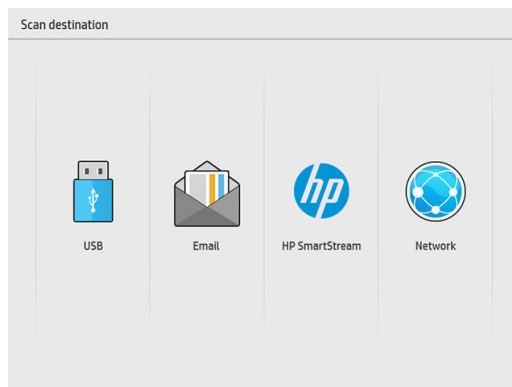 Scan destination
hp
USB
Email
HP SmartStream
Network